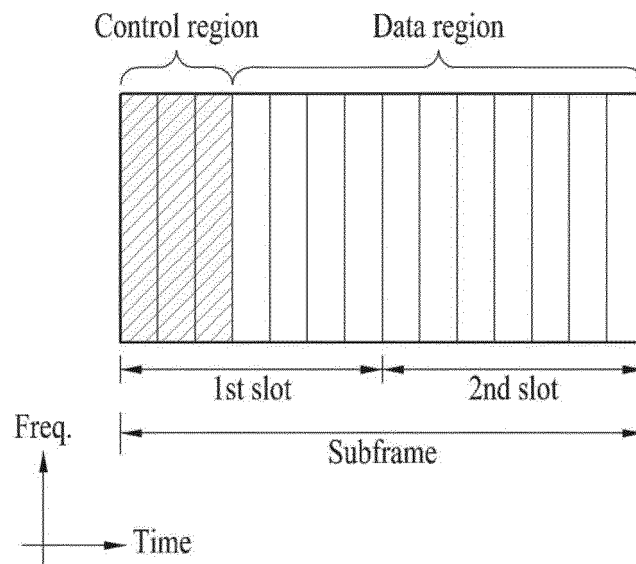 Control region
Data region
1st slot
2nd slot
Subframe
Freq.
Time